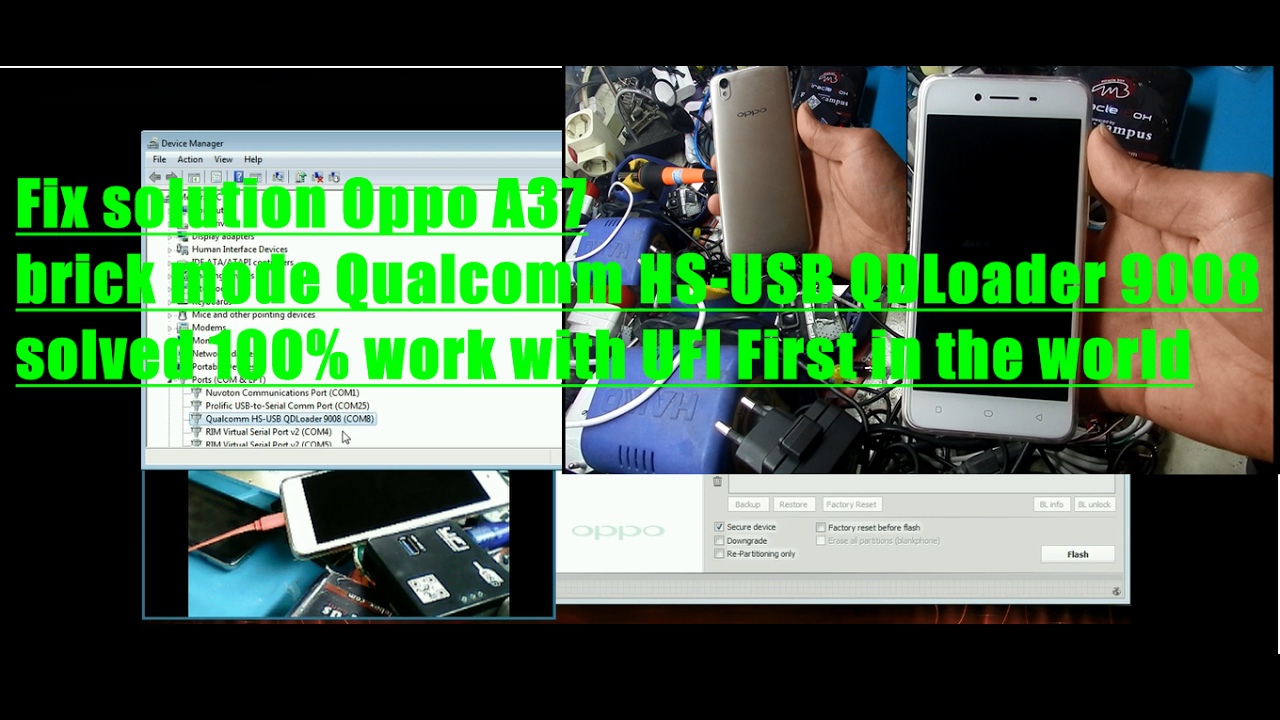 Device Manager
File Action View Help
Fix solution Oppo A37
brick mode Qualcomm HS-USB QDLoader 9008
solved 100% work with UFI First in the world
Display adapters
Human Interface Devices
IDE ATA/ATAPI controllers
Keyboards
Mice and other pointing devices
Modems
Ports (COM & LPT)
Nuvoton Communications Port (COM1)
Prolific USB-to-Serial Comm Port (COM25)
Qualcomm HS-USB QDLoader 9008 (COM8)
RIM Virtual Serial Port v2 (COM4)
RIM Virtual Serial Port v2 (COM5)
oppo
ampus
oppo
Backup Restore Factory Reset BL info BL unlock
Secure device Factory reset before flash
Downgrade Erase all partitions (blankphone)
Re-Partitioning only
Flash